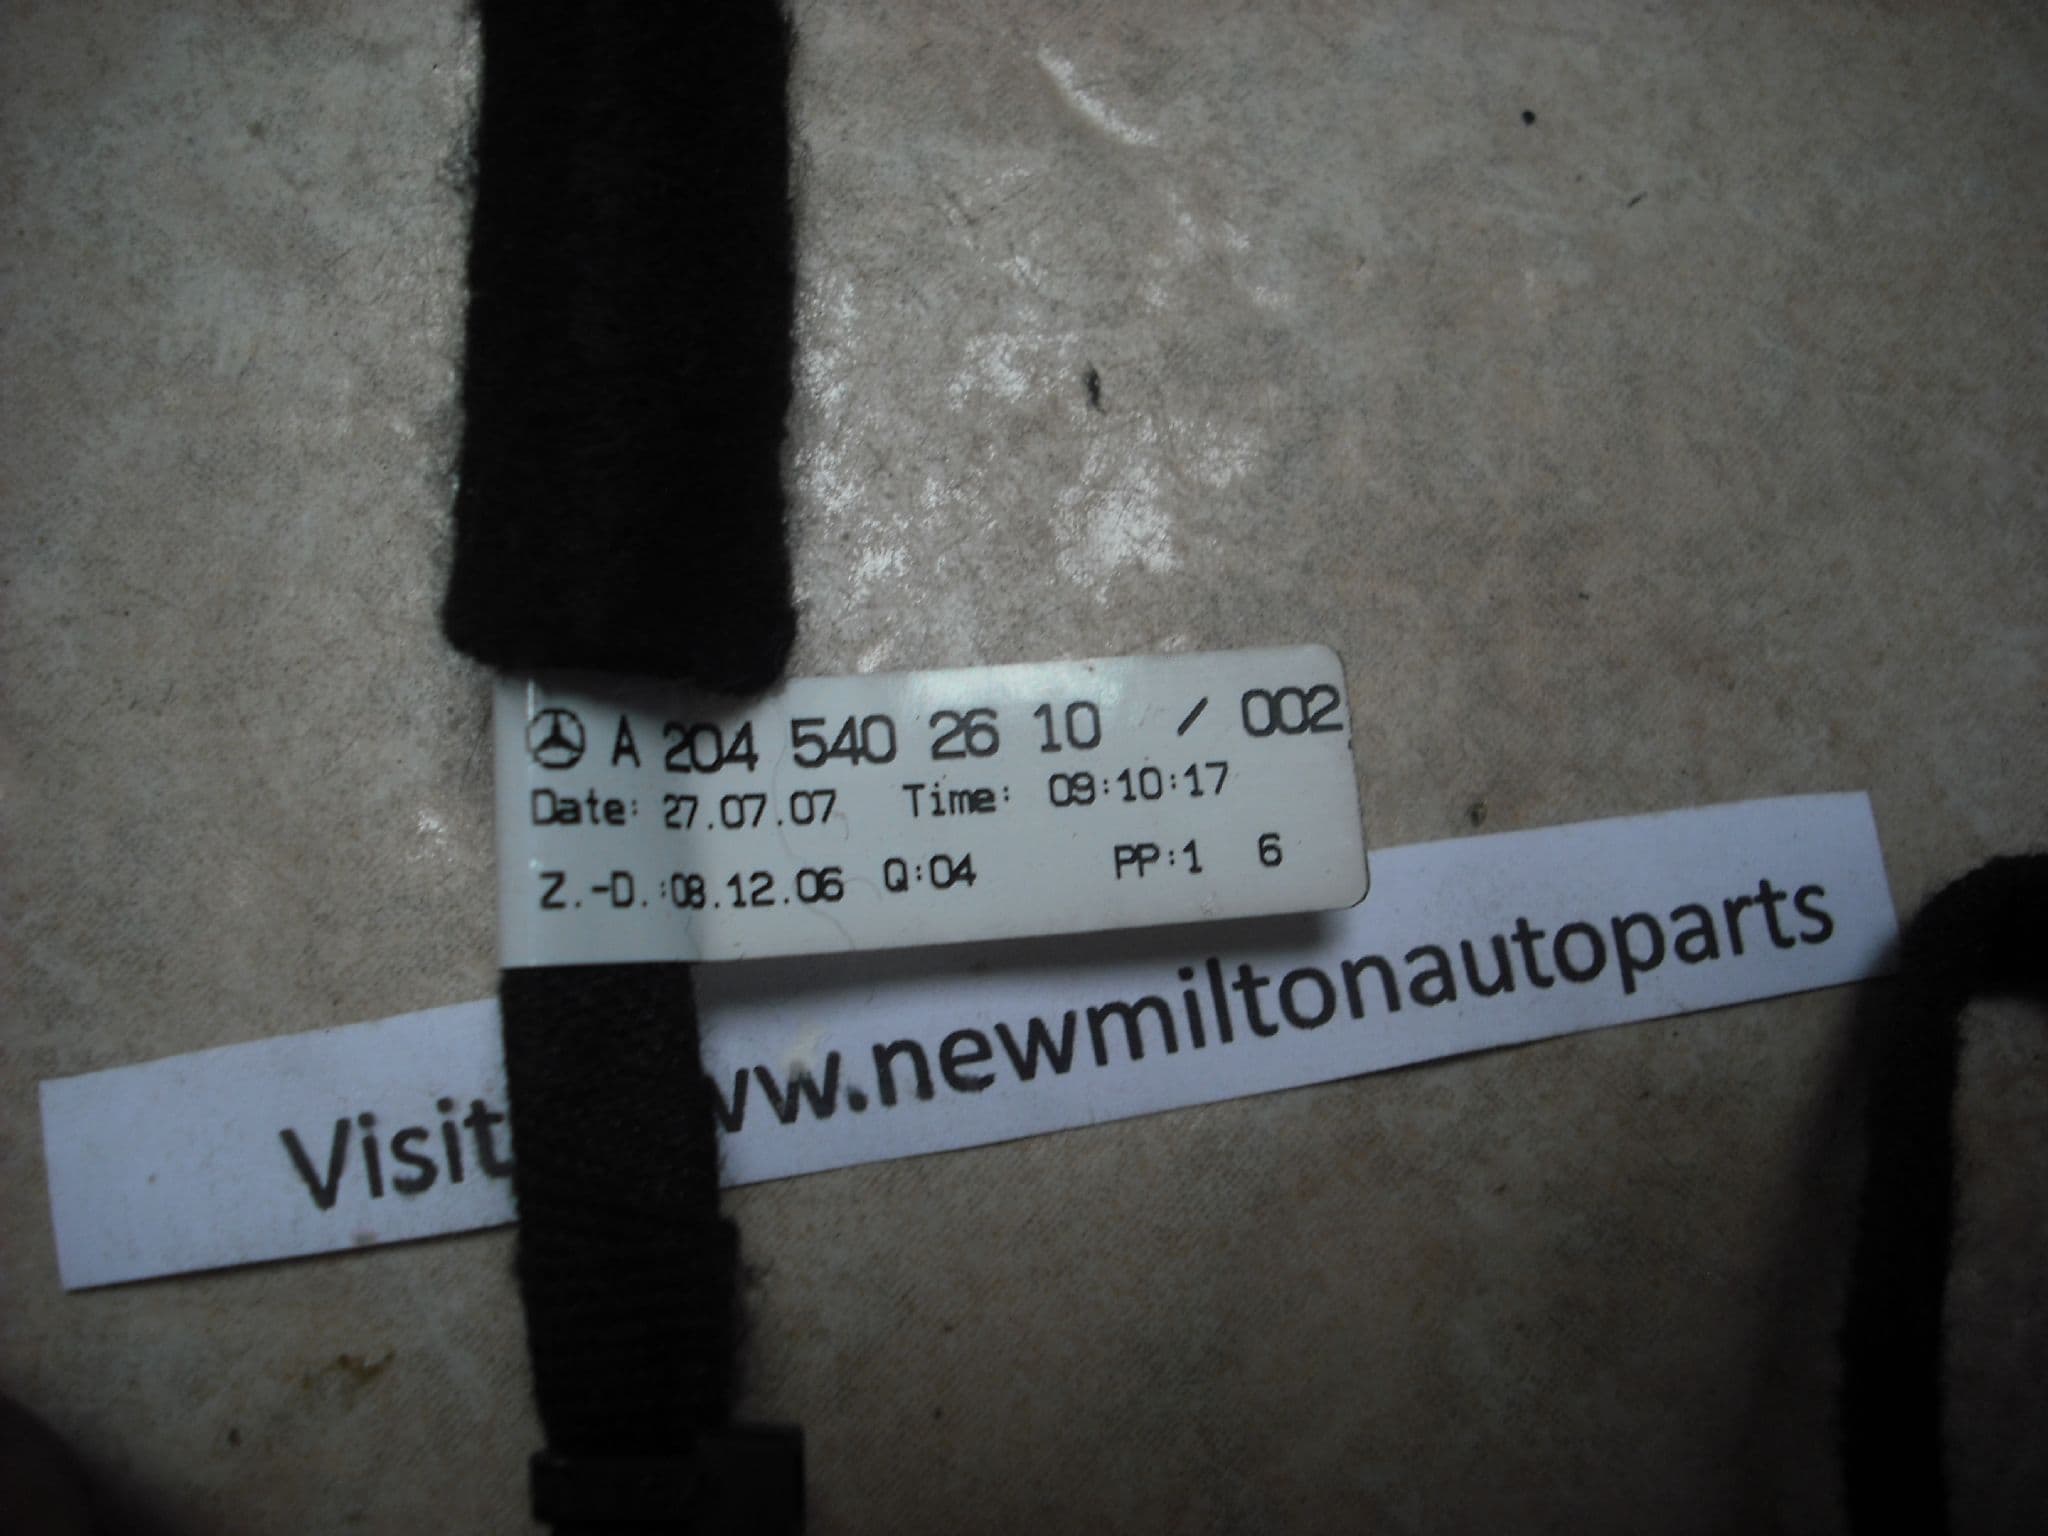 A 204 540 26 10 / 002
Date: 27.07.07 Time: 09:10:17
Z.-D.:08.12.06 Q:04 PP:1 6
Visit ww.newmiltonautoparts